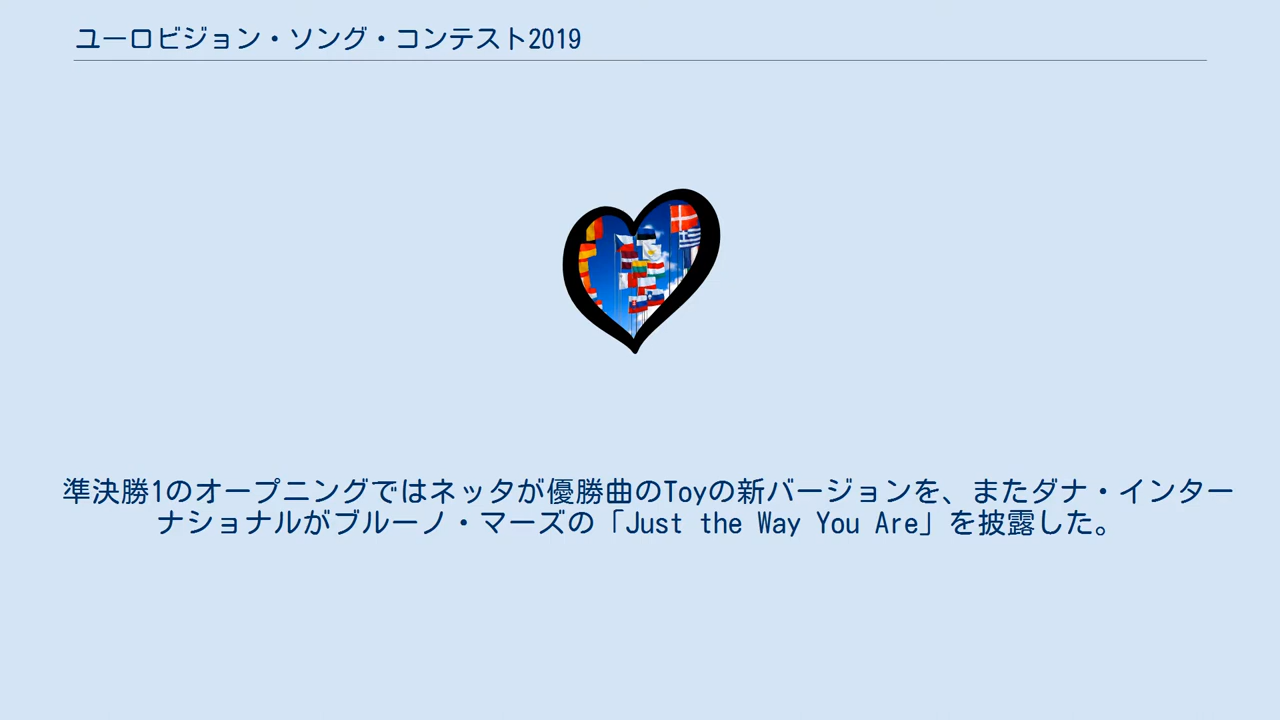 ユーロビジョン・ソング・コンテスト2019
準決勝1のオープニングではネッタが優勝曲のToyの新バージョンを、またダナ・インター
ナショナルがブルーノ・マーズの「Just the Way You Are」を披露した。